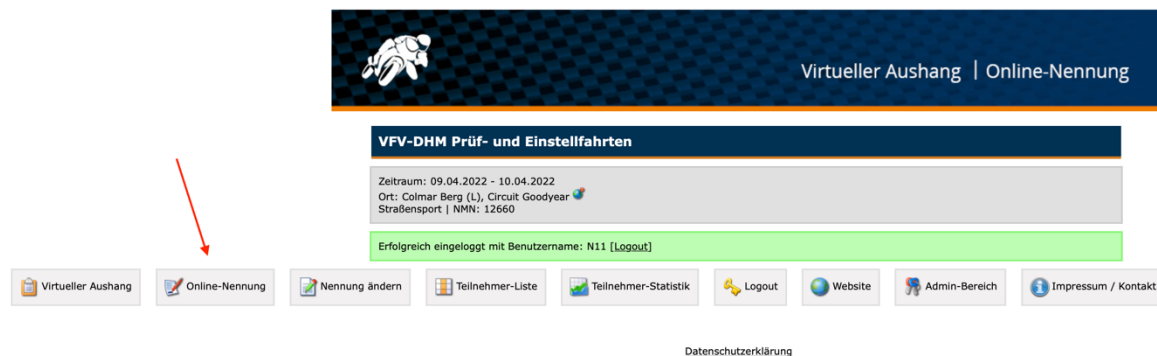 Virtueller Aushang | Online-Nennung
VFV-DHM Prüf- und Einstellfahrten
Zeitraum: 09.04.2022 - 10.04.2022
Ort: Colmar Berg (L), Circuit Goodyear
Straßensport | NMN: 12660
Erfolgreich eingeloggt mit Benutzername: N11 [Logout]
Virtueller Aushang Online-Nennung Nennung ändern Teilnehmer-Liste Teilnehmer-Statistik Logout Website Admin-Bereich Impressum / Kontakt
Datenschutzerklärung